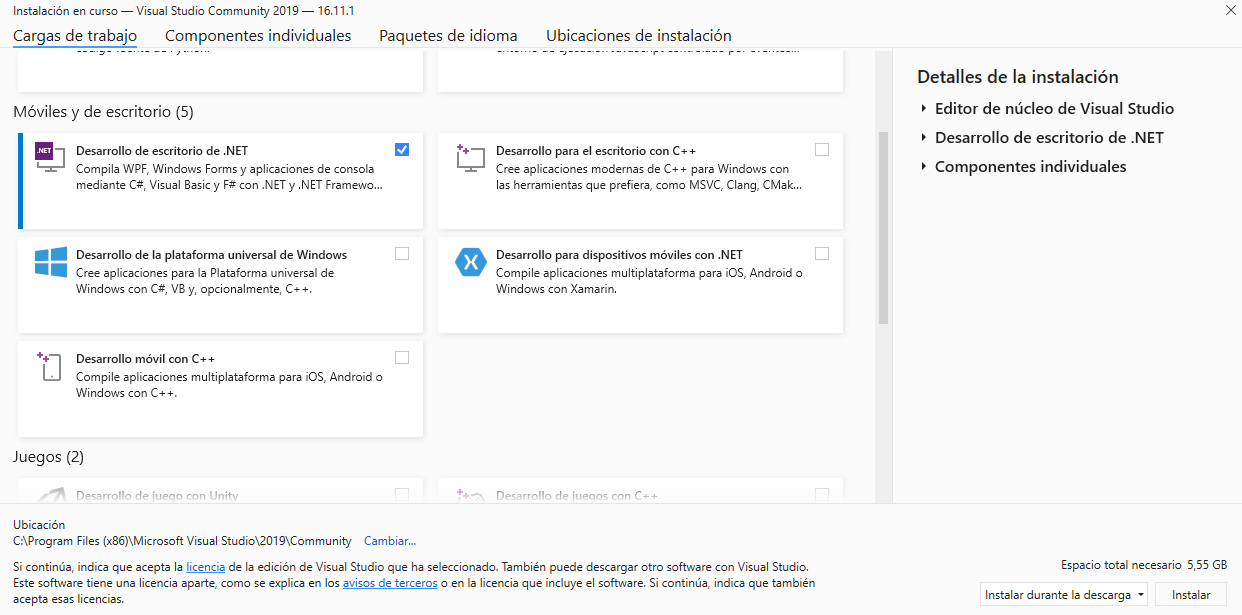 Instalación en curso — Visual Studio Community 2019 — 16.11.1
Cargas de trabajo Componentes individuales Paquetes de idioma Ubicaciones de instalación
Móviles y de escritorio (5)
.NET
Desarrollo de escritorio de .NET
Compila WPF, Windows Forms y aplicaciones de consola
mediante C#, Visual Basic y F# con .NET y .NET Framewo...
Desarrollo para el escritorio con C++
Cree aplicaciones modernas de C++ para Windows con
las herramientas que prefiera, como MSVC, Clang, CMak...
Desarrollo de la plataforma universal de Windows
Cree aplicaciones para la Plataforma universal de
Windows con C#, VB y, opcionalmente, C++.
Desarrollo para dispositivos móviles con .NET
Compile aplicaciones multiplataforma para iOS, Android o
Windows con Xamarin.
Desarrollo móvil con C++
Compile aplicaciones multiplataforma para iOS, Android o
Windows con C++.
Juegos (2)
Desarrollo de juego con Unity
Desarrollo de juegos con C++
Detalles de la instalación
Editor de núcleo de Visual Studio
Desarrollo de escritorio de .NET
Componentes individuales
Ubicación
C:\Program Files (x86)\Microsoft Visual Studio\2019\Community Cambiar...
Si continúa, indica que acepta la licencia de la edición de Visual Studio que ha seleccionado. También puede descargar otro software con Visual Studio.
Este software tiene una licencia aparte, como se explica en los avisos de terceros o en la licencia que incluye el software. Si continúa, indica que también
acepta esas licencias.
Espacio total necesario 5,55 GB
Instalar durante la descarga
Instalar